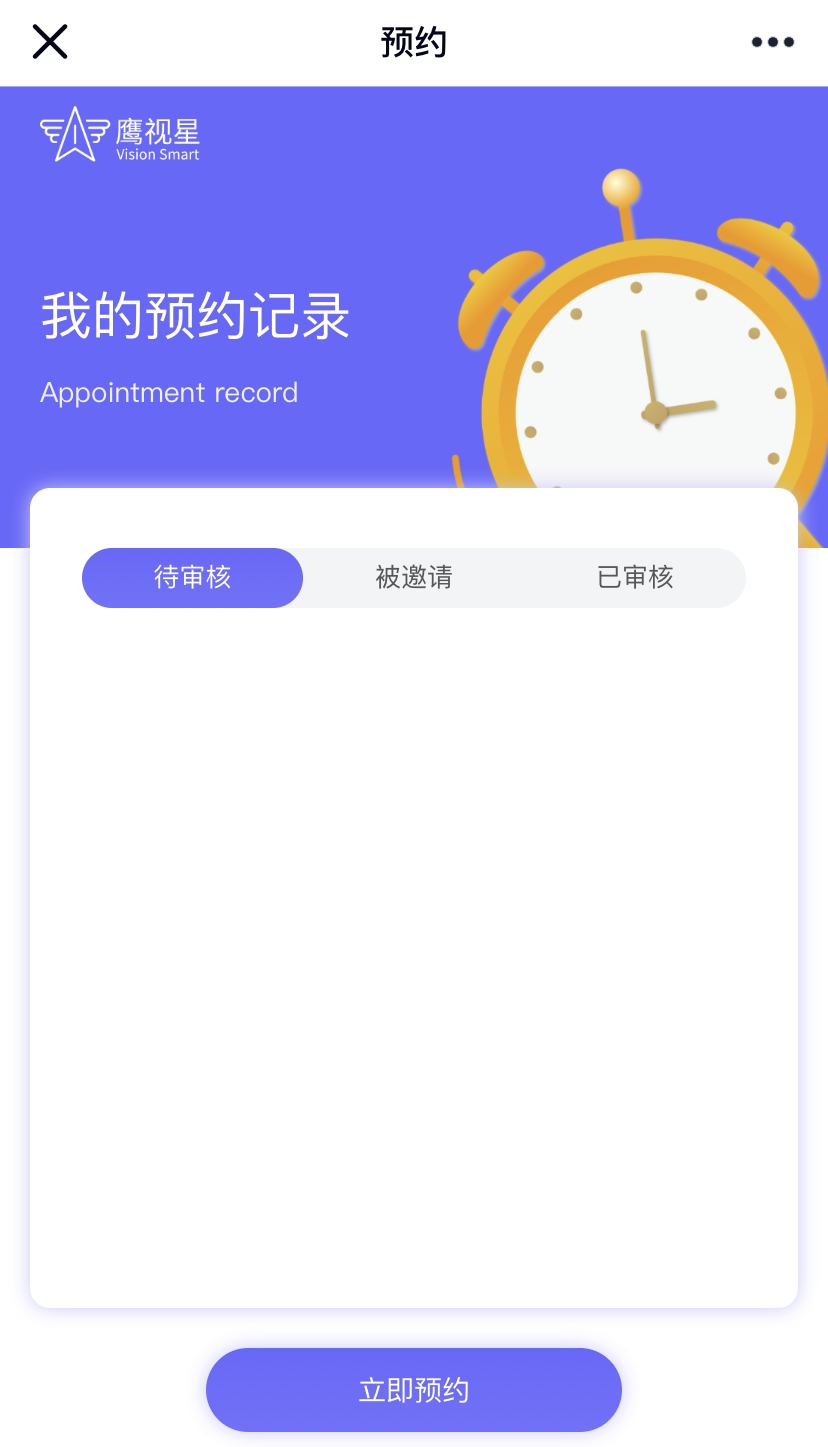 预约
鹰视星
Vision Smart
我的预约记录
Appointment record
待审核 被邀请 已审核
立即预约